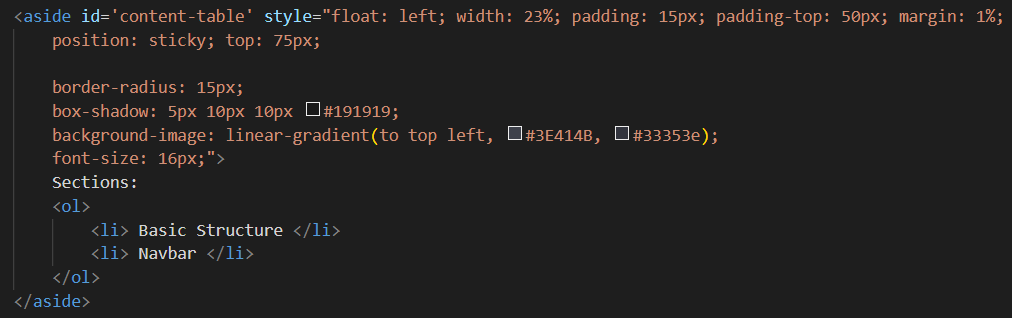 <aside id='content-table' style="float: left; width: 23%; padding: 15px; padding-top: 50px; margin: 1%;
position: sticky; top: 75px;
border-radius: 15px;
box-shadow: 5px 10px 10px #191919;
background-image: linear-gradient(to top left, #3E414B, #33353e);
font-size: 16px;">
Sections:
<ol>
<li> Basic Structure </li>
<li> Navbar </li>
</ol>
</aside>